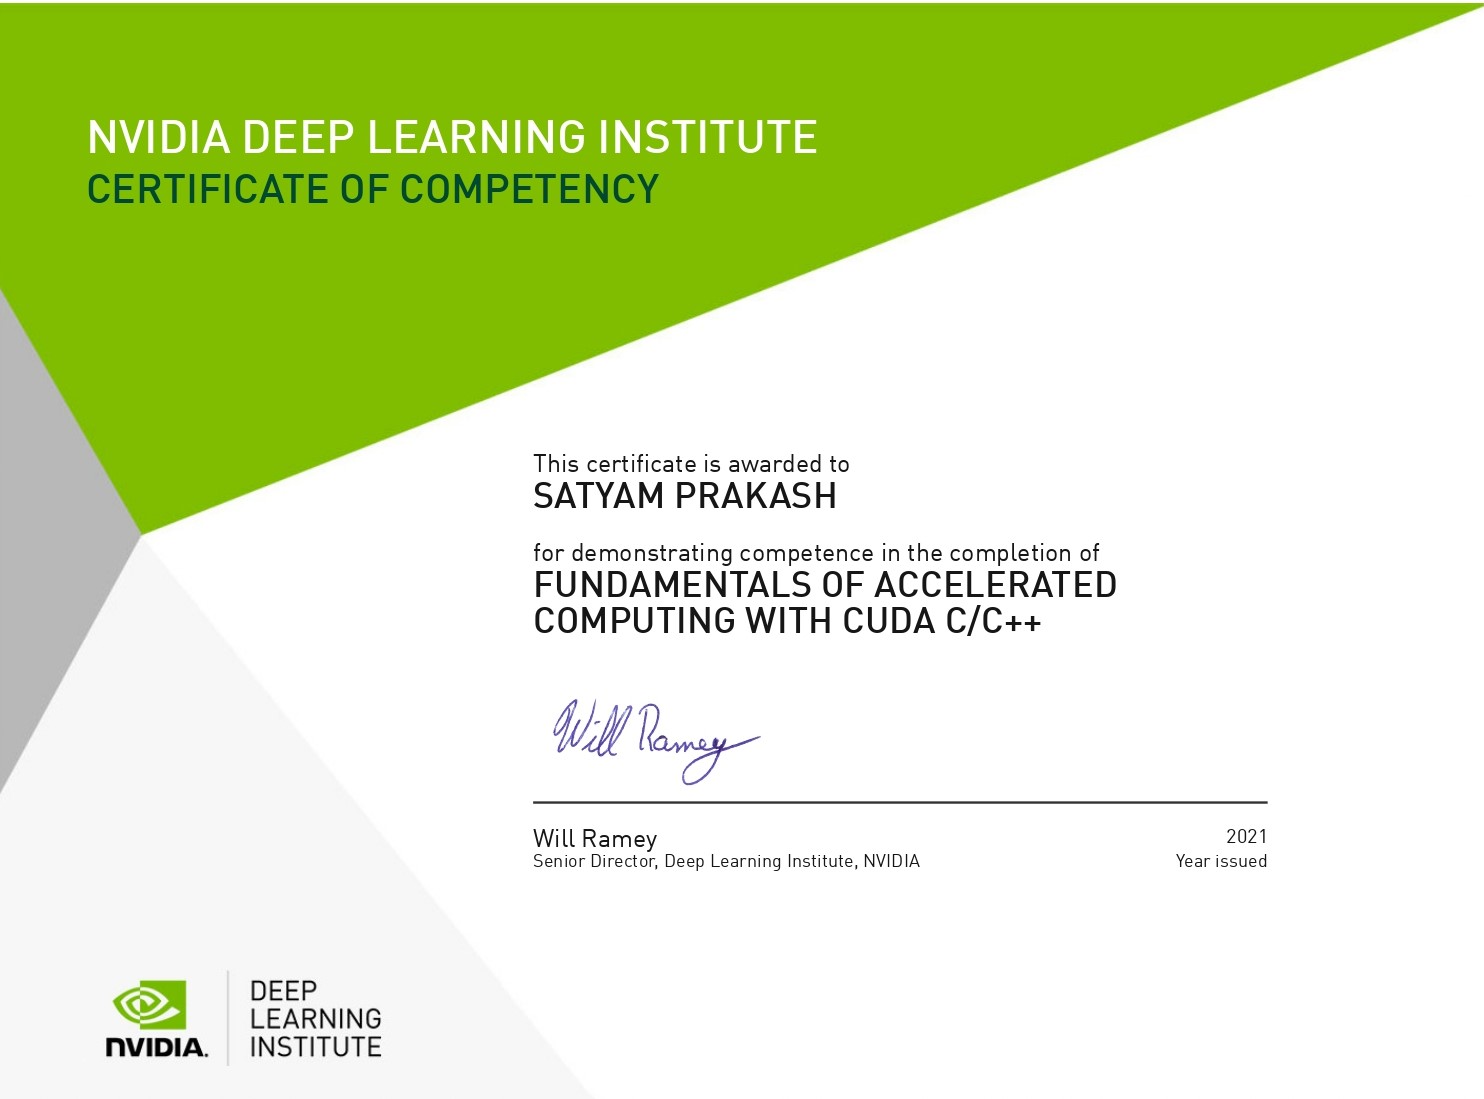 NVIDIA DEEP LEARNING INSTITUTE
CERTIFICATE OF COMPETENCY
This certificate is awarded to
SATYAM PRAKASH
for demonstrating competence in the completion of
FUNDAMENTALS OF ACCELERATED
COMPUTING WITH CUDA C/C++
Will Ramey
Will Ramey
Senior Director, Deep Learning Institute, NVIDIA
2021
Year issued
NVIDIA.
DEEP
LEARNING
INSTITUTE